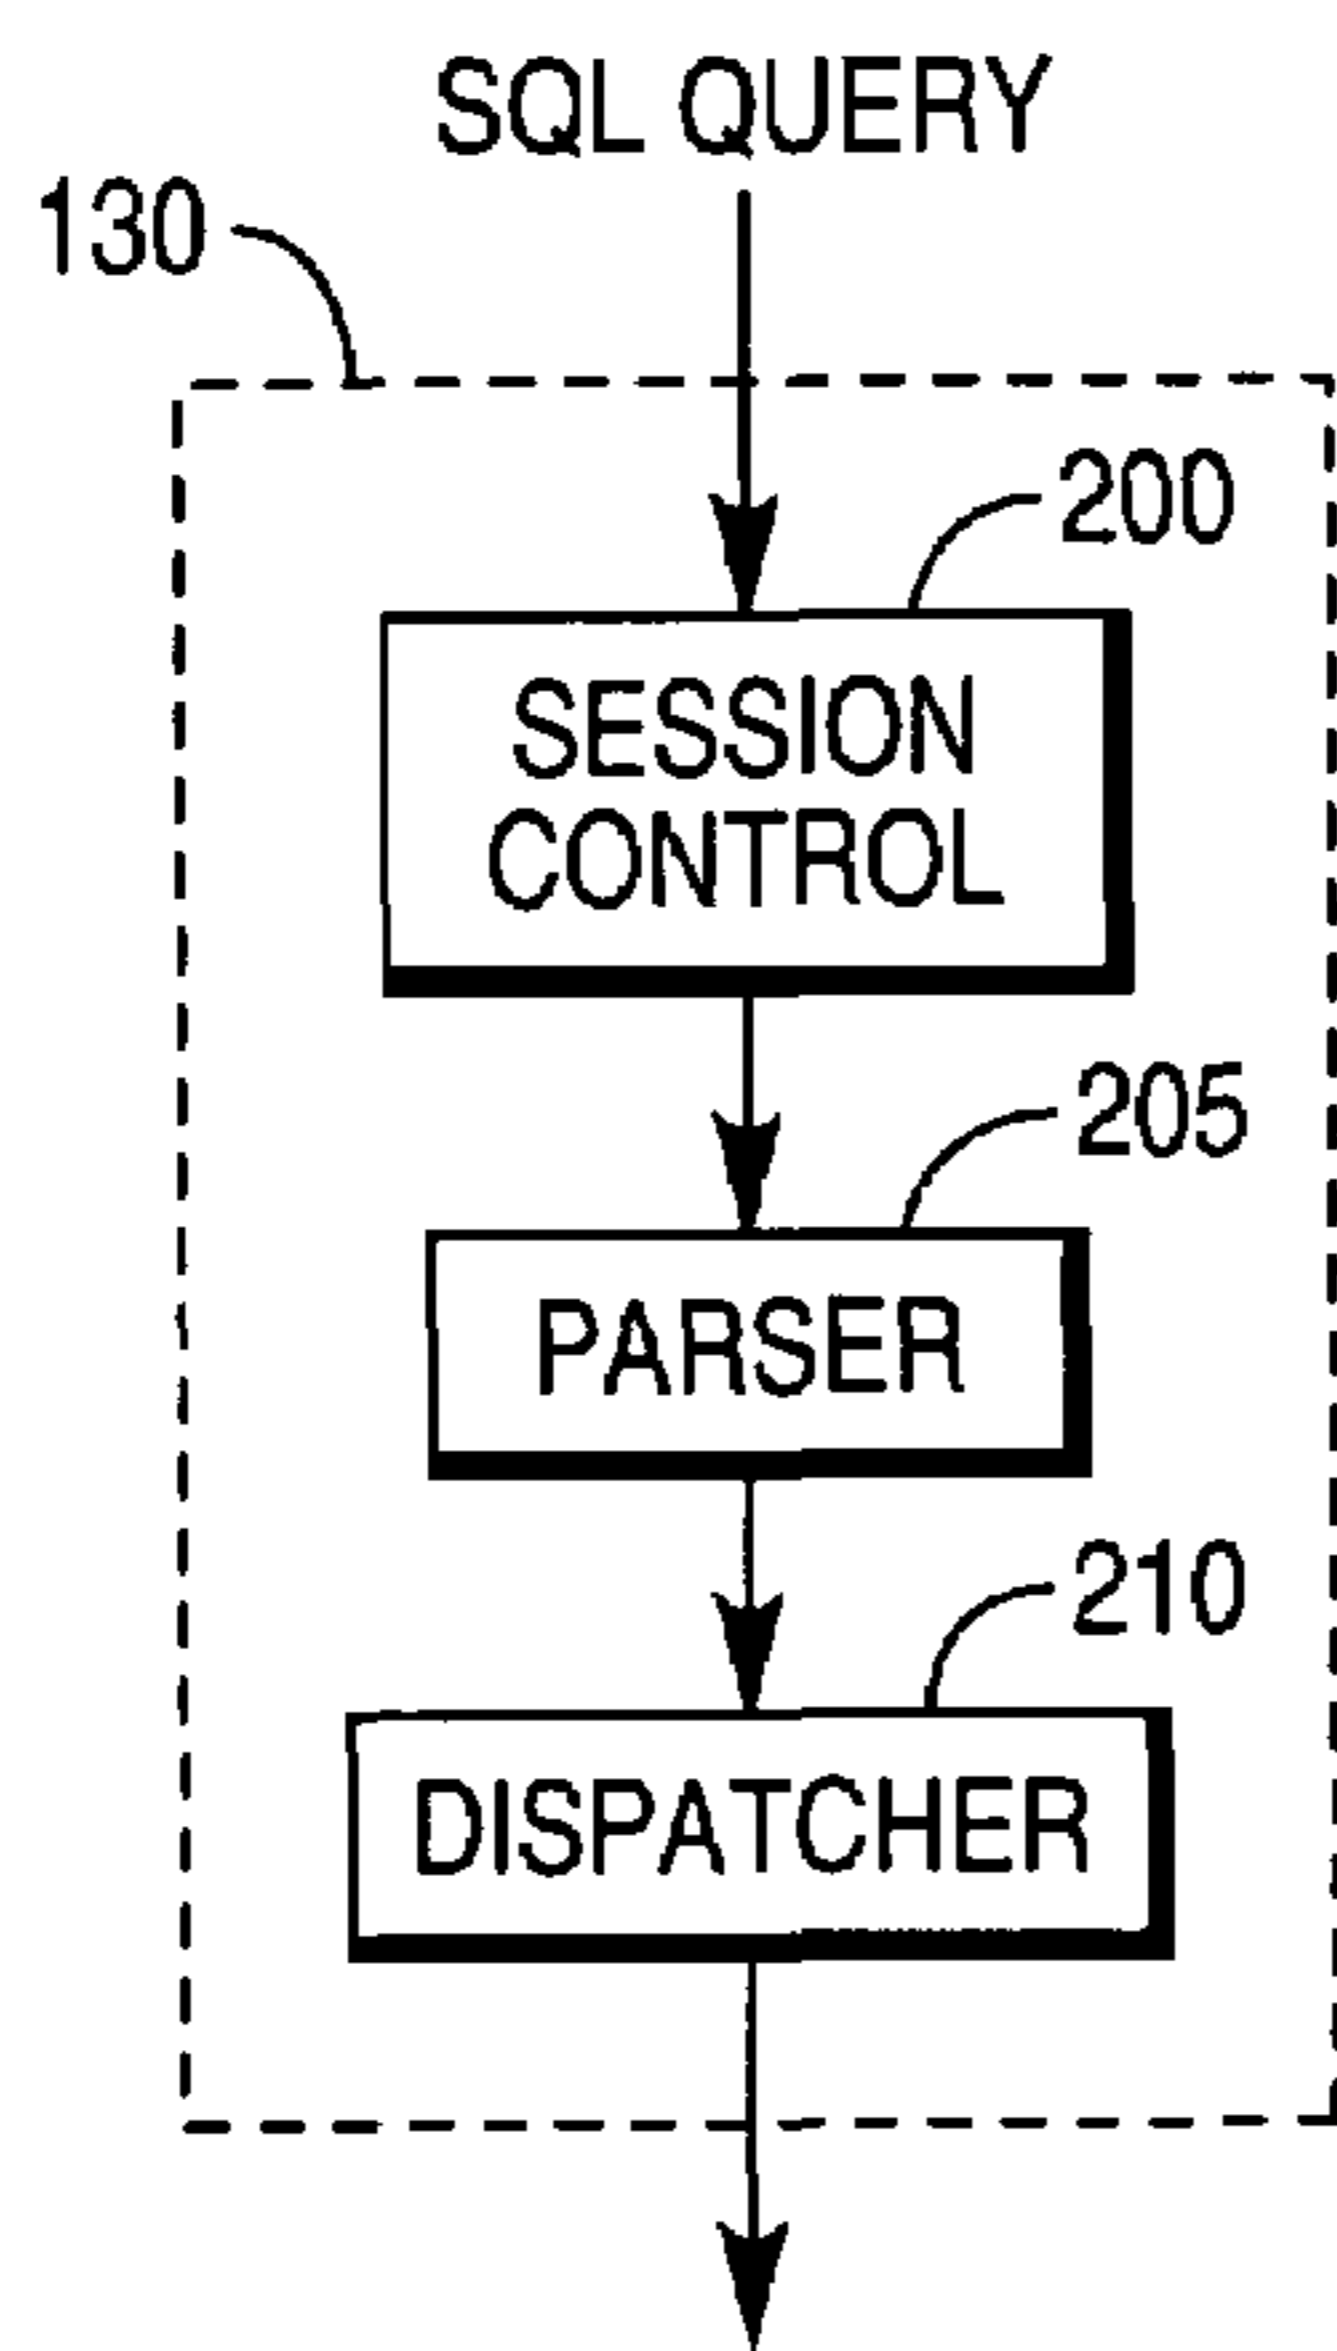 SQL QUERY
130
200
SESSION
CONTROL
205
PARSER
210
DISPATCHER